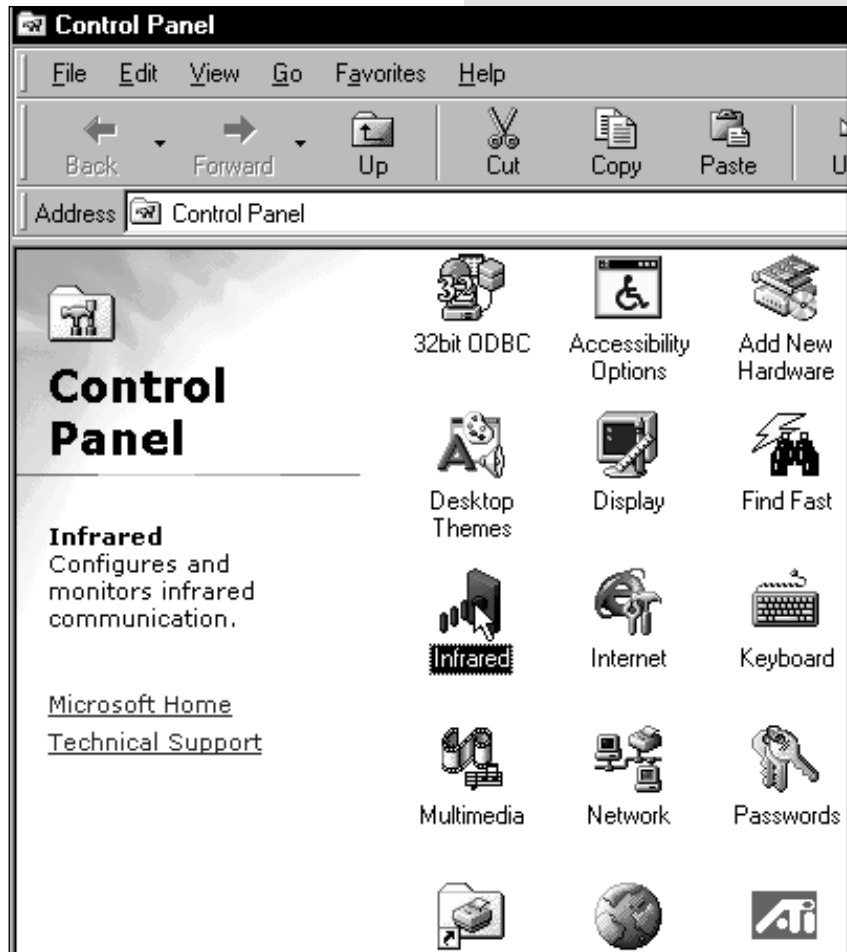 Control Panel
File Edit View Go Favorites Help
Back Forward Up Cut Copy Paste
Address Control Panel
Control
Panel
Infrared
Configures and
monitors infrared
communication.
Microsoft Home
Technical Support
32bit ODBC
Accessibility
Options
Add New
Hardware
Desktop
Themes
Display
Find Fast
Infrared
Internet
Keyboard
Multimedia
Network
Passwords
32
A
ATi